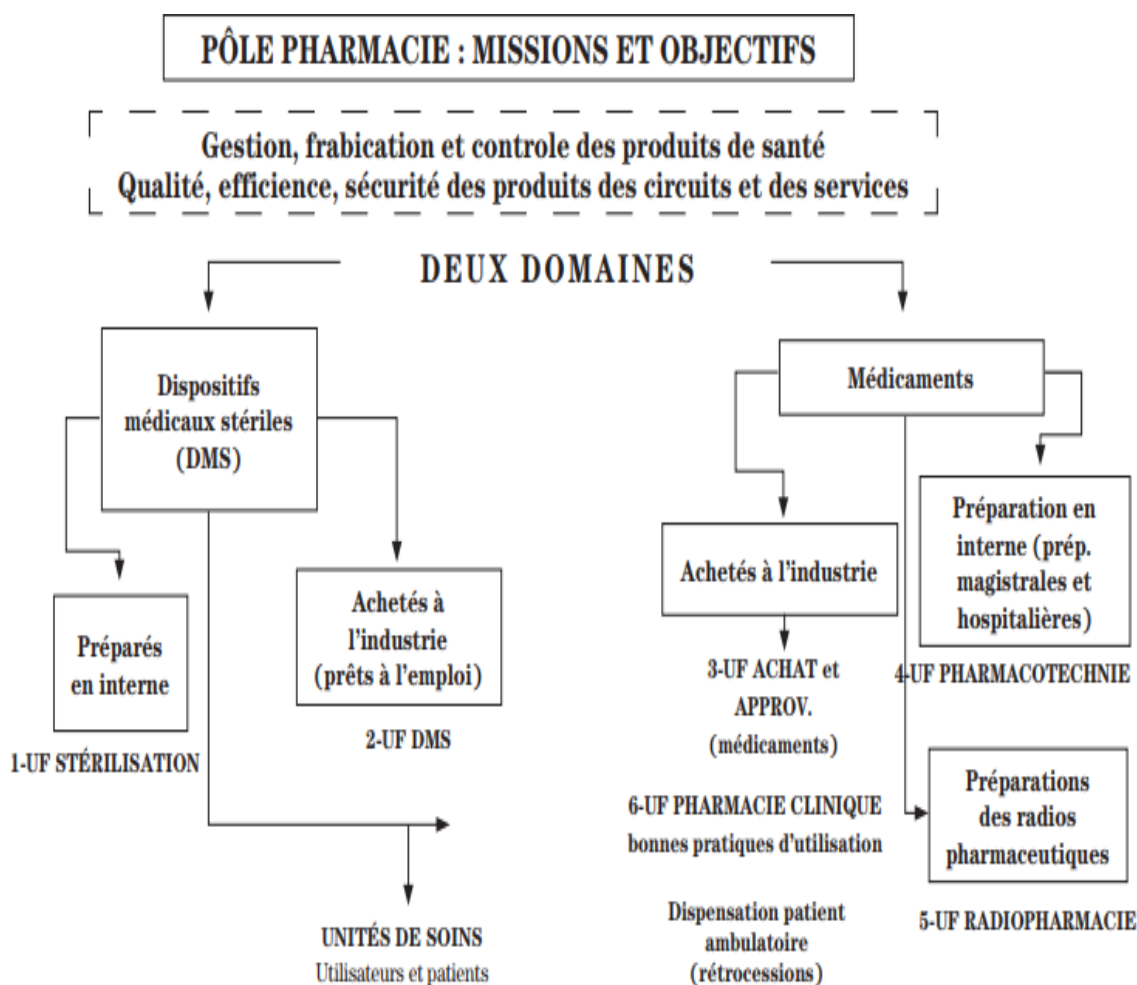 PÔLE PHARMACIE : MISSIONS ET OBJECTIFS
Gestion, frabication et controle des produits de santé
Qualité, efficience, sécurité des produits des circuits et des services
DEUX DOMAINES
Dispositifs
médicaux stériles
(DMS)
Médicaments
Préparés
en interne
1-UF STÉRILISATION
Achetés à
l'industrie
(prêts à l'emploi)
2-UF DMS
Achetés à l'industrie
3-UF ACHAT et
APPROV.
(médicaments)
Préparation en
interne (prép.
magistrales et
hospitalières)
4-UF PHARMACOTECHNIE
6-UF PHARMACIE CLINIQUE
bonnes pratiques d'utilisation
Préparations
des radios
pharmaceutiques
5-UF RADIOPHARMACIE
Dispensation patient
ambulatoire
(rétrocessions)
UNITÉS DE SOINS
Utilisateurs et patients